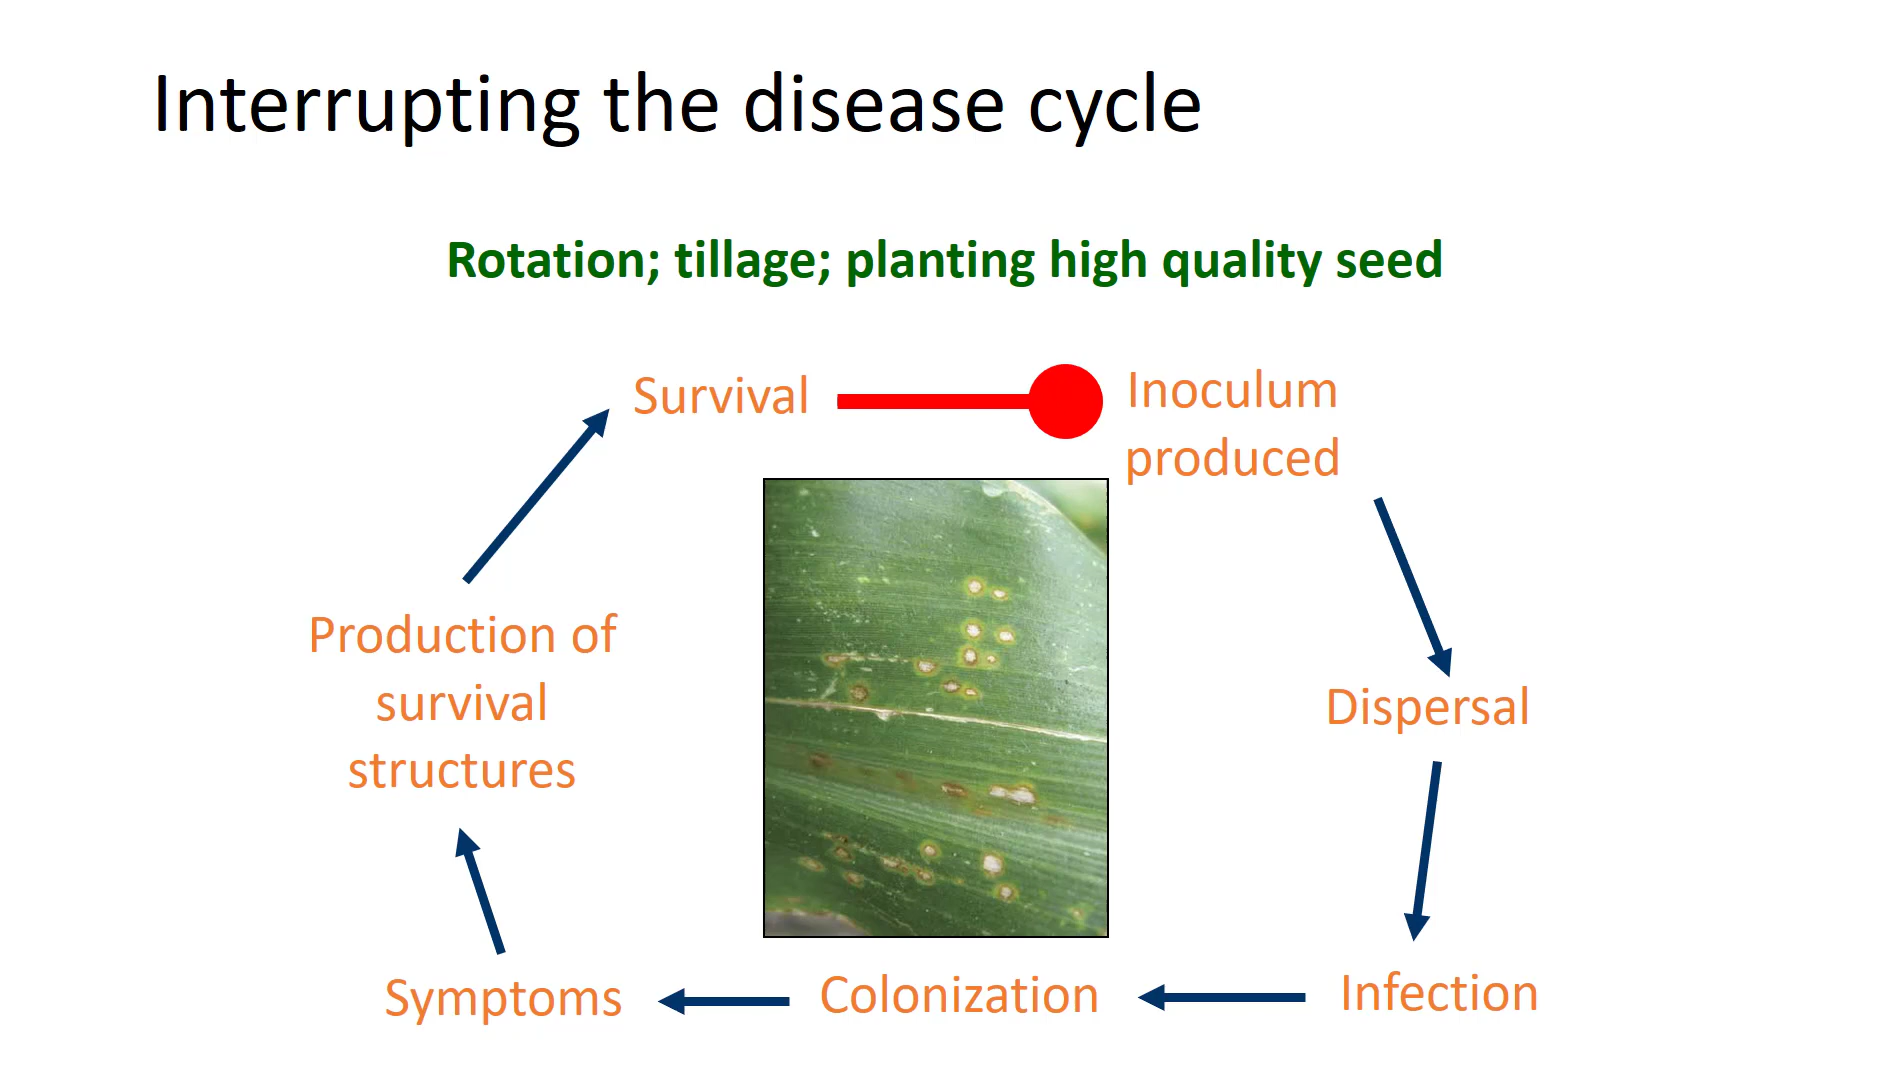 Interrupting the disease cycle
Rotation; tillage; planting high quality seed
Survival
Inoculum
produced
Dispersal
Infection
Colonization
Symptoms
Production of
survival
structures